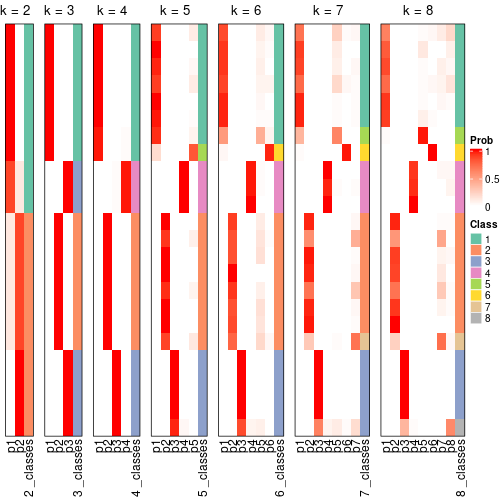 k = 2
k = 3
k = 4
k = 5
k = 6
k = 7
k = 8
Prob
1
0.5
0
Class
1
2
3
4
5
6
7
8
p1
p2
2_classes
p1
p2
p3
3_classes
p1
p2
p3
p4
4_classes
p1
p2
p3
p4
p5
5_classes
p1
p2
p3
p4
p5
p6
6_classes
p1
p2
p3
p4
p5
p6
p7
7_classes
p1
p2
p3
p4
p5
p6
p7
p8
8_classes